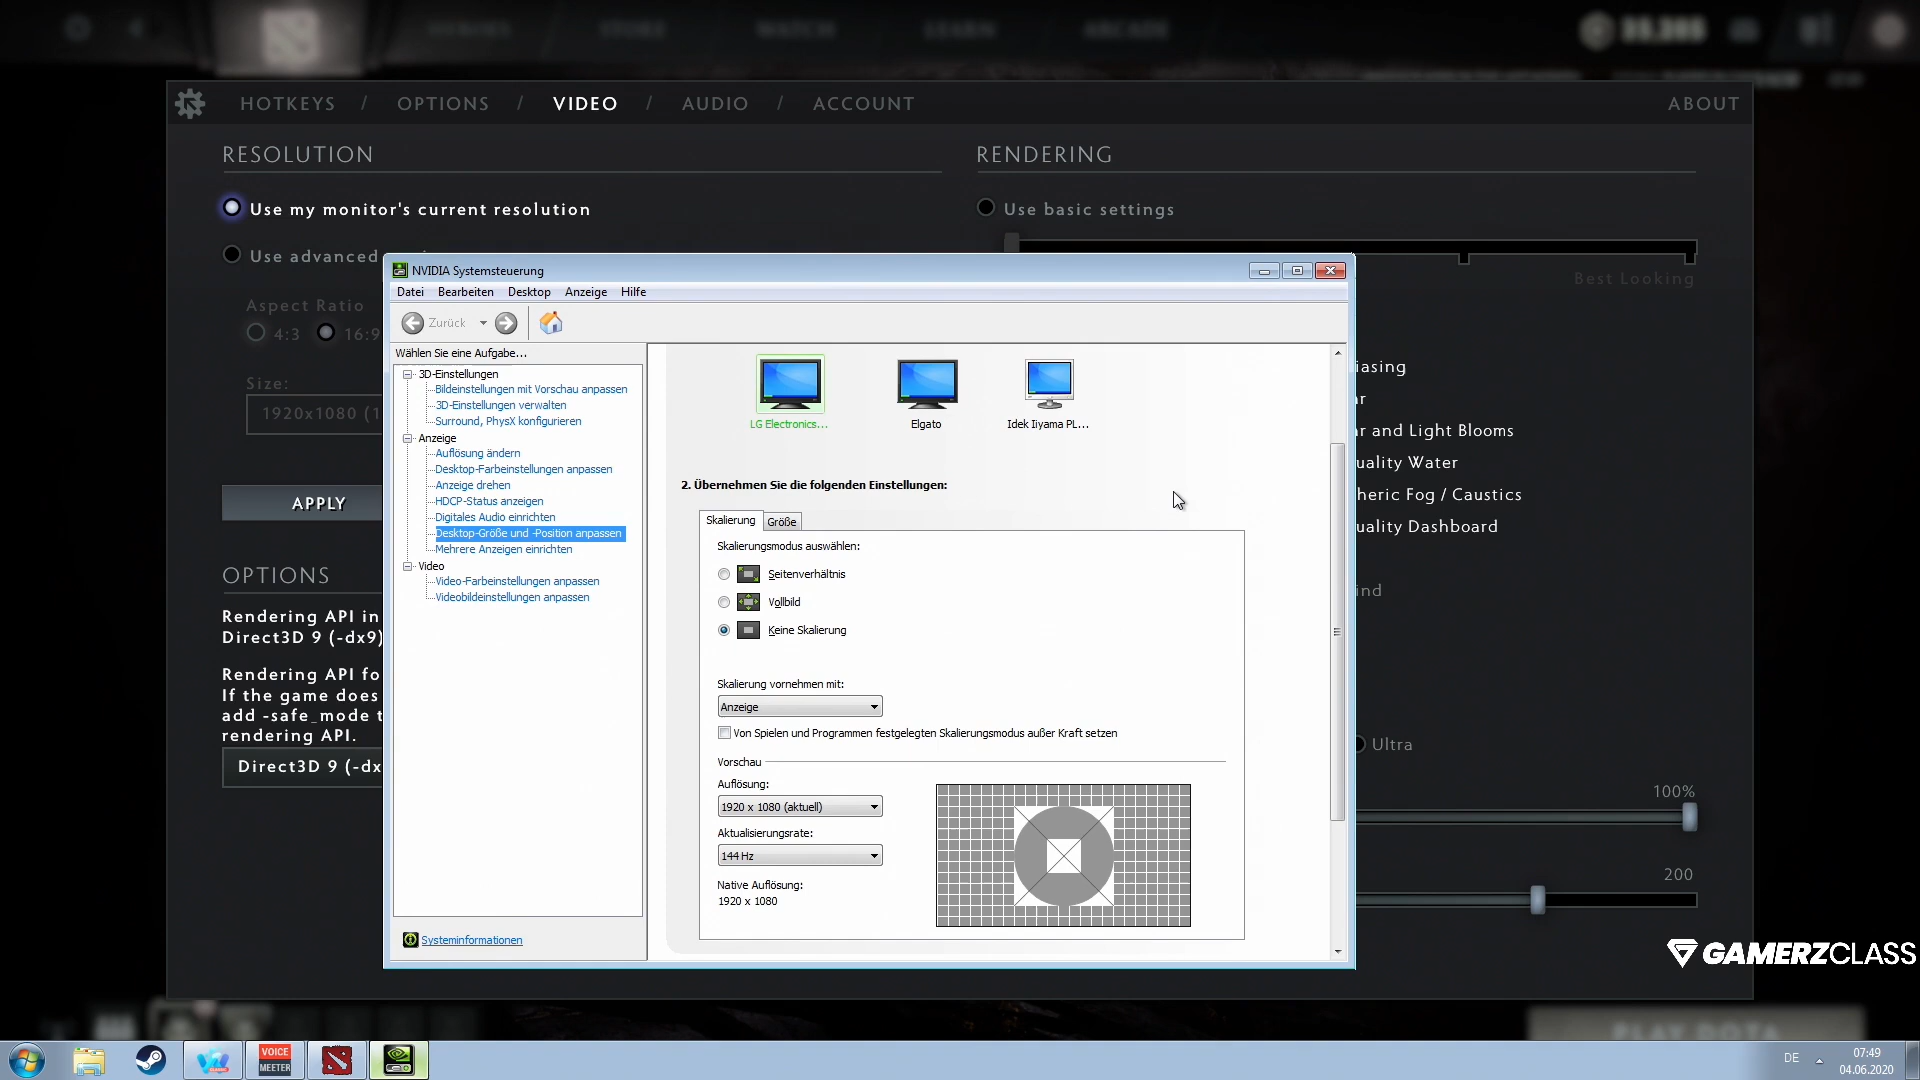 HEROES
STORE
WATCH
LEARN
ARCADE
HOTKEYS / OPTIONS / VIDEO / AUDIO / ACCOUNT
ABOUT
RESOLUTION
Use my monitor's current resolution
Use advanced
Aspect Ratio
4:3 16:9
Size:
1920x1080 (1
APPLY
OPTIONS
Rendering API in
Direct3D 9 (-dx9)
Rendering API fo
If the game does
add -safe_mode t
rendering API.
Direct3D 9 (-dx
RENDERING
Use basic settings
Best Looking
iasing
ar and Light Blooms
uality Water
heric Fog / Caustics
uality Dashboard
ind
Ultra
100%
200
NVIDIA Systemsteuerung
Datei Bearbeiten Desktop Anzeige Hilfe
Zurück
Wählen Sie eine Aufgabe...
3D-Einstellungen
Bildeinstellungen mit Vorschau anpassen
3D-Einstellungen verwalten
Surround, PhysX konfigurieren
Anzeige
Auflösung ändern
Desktop-Farbeinstellungen anpassen
Anzeige drehen
HDCP-Status anzeigen
Digitales Audio einrichten
Desktop-Größe und -Position anpassen
Mehrere Anzeigen einrichten
Video
Video-Farbeinstellungen anpassen
Videobildeinstellungen anpassen
Systeminformationen
LG Electronics...
Elgato
Idek Iiyama PL...
2. Übernehmen Sie die folgenden Einstellungen:
Skalierung Größe
Skalierungsmodus auswählen:
Seitenverhältnis
Vollbild
Keine Skalierung
Skalierung vornehmen mit:
Anzeige
Von Spielen und Programmen festgelegten Skalierungsmodus außer Kraft setzen
Vorschau
Auflösung:
1920 x 1080 (aktuell)
Aktualisierungsrate:
144 Hz
Native Auflösung:
1920 x 1080
GAMERZCLASS
PLAY DOTA
VOICE
MEETER
DE
07:49
04.06.2020